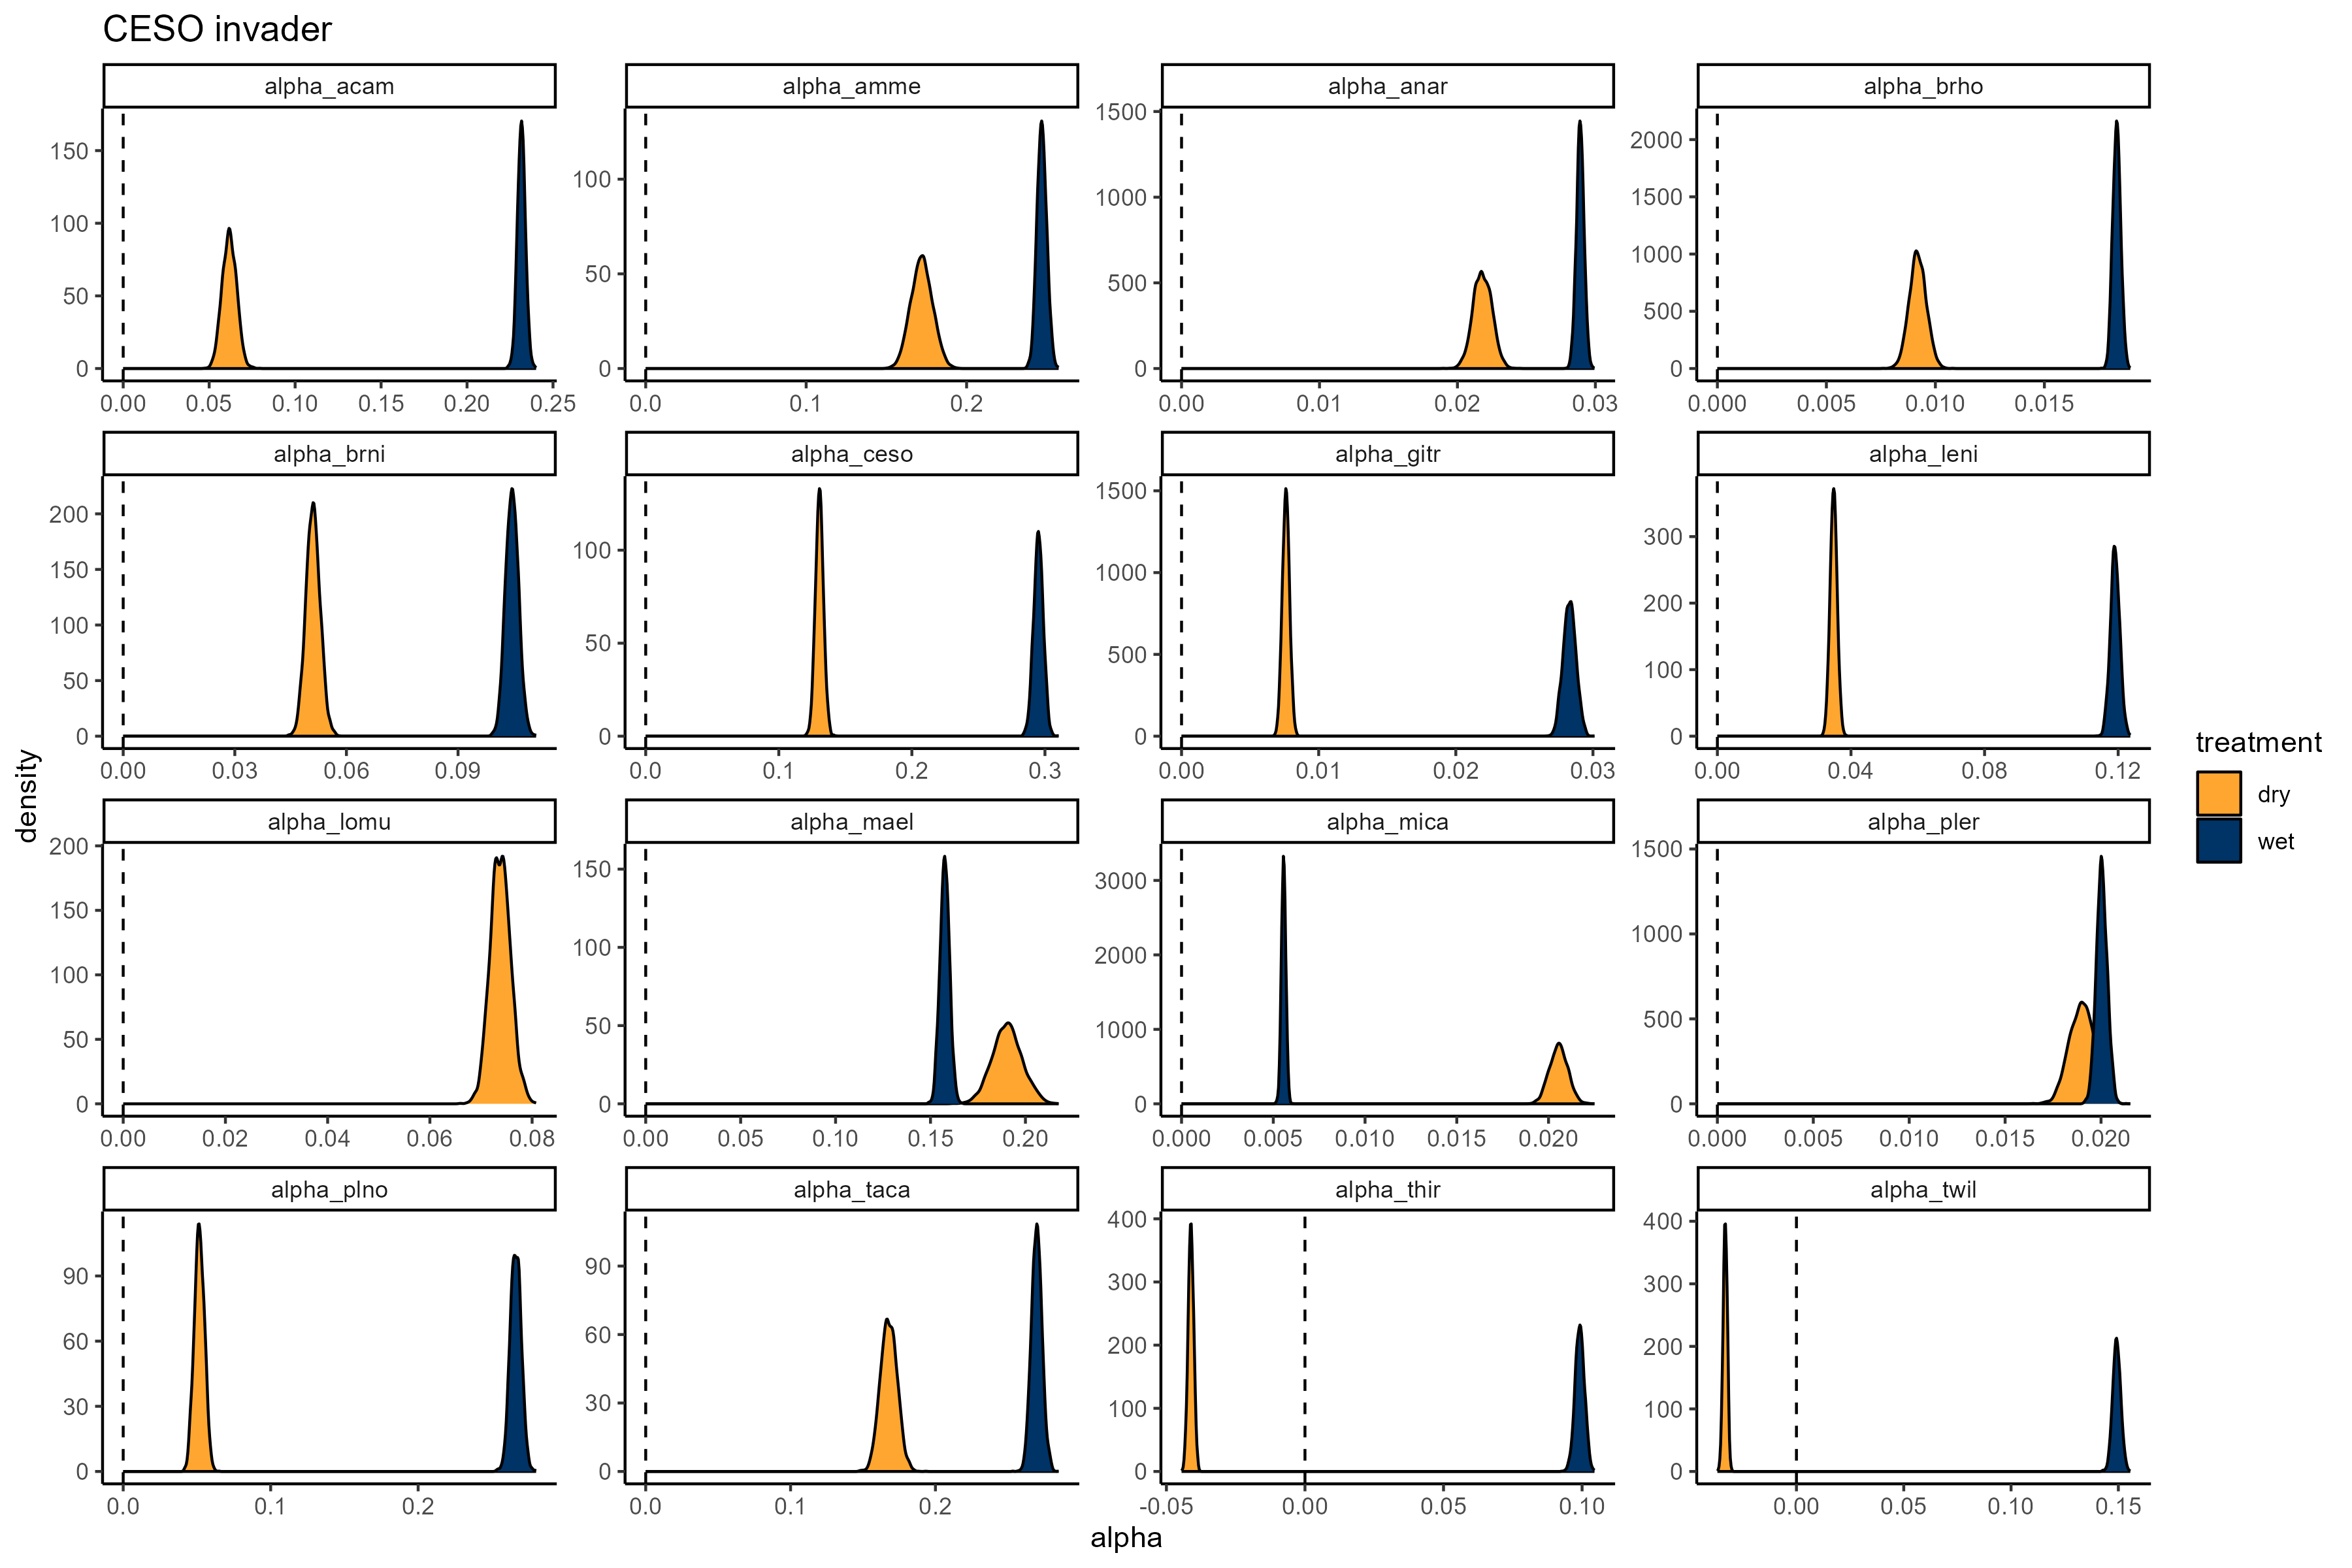 CESO invader
alpha_acam alpha_amme alpha_anar alpha_brho
150 100 50 0
0.00 0.05 0.10 0.15 0.20 0.25
100 50 0
0.0 0.1 0.2
1500 1000 500 0
0.00 0.01 0.02 0.03
2000 1500 1000 500 0
0.000 0.005 0.010 0.015
alpha_brni alpha_ceso alpha_gitr alpha_leni
200 150 100 50 0
0.00 0.03 0.06 0.09
100 50 0
0.0 0.1 0.2 0.3
1500 1000 500 0
0.00 0.01 0.02 0.03
300 200 100 0
0.00 0.04 0.08 0.12
alpha_lomu alpha_mael alpha_mica alpha_pler
200 150 100 50 0
0.00 0.02 0.04 0.06 0.08
150 100 50 0
0.00 0.05 0.10 0.15 0.20
3000 2000 1000 0
0.000 0.005 0.010 0.015 0.020
1500 1000 500 0
0.000 0.005 0.010 0.015 0.020
alpha_plno alpha_taca alpha_thir alpha_twil
90 60 30 0
0.0 0.1 0.2
90 60 30 0
0.0 0.1 0.2
400 300 200 100 0
-0.05 0.00 0.05 0.10
400 300 200 100 0
0.00 0.05 0.10 0.15
density
alpha
treatment
dry
wet